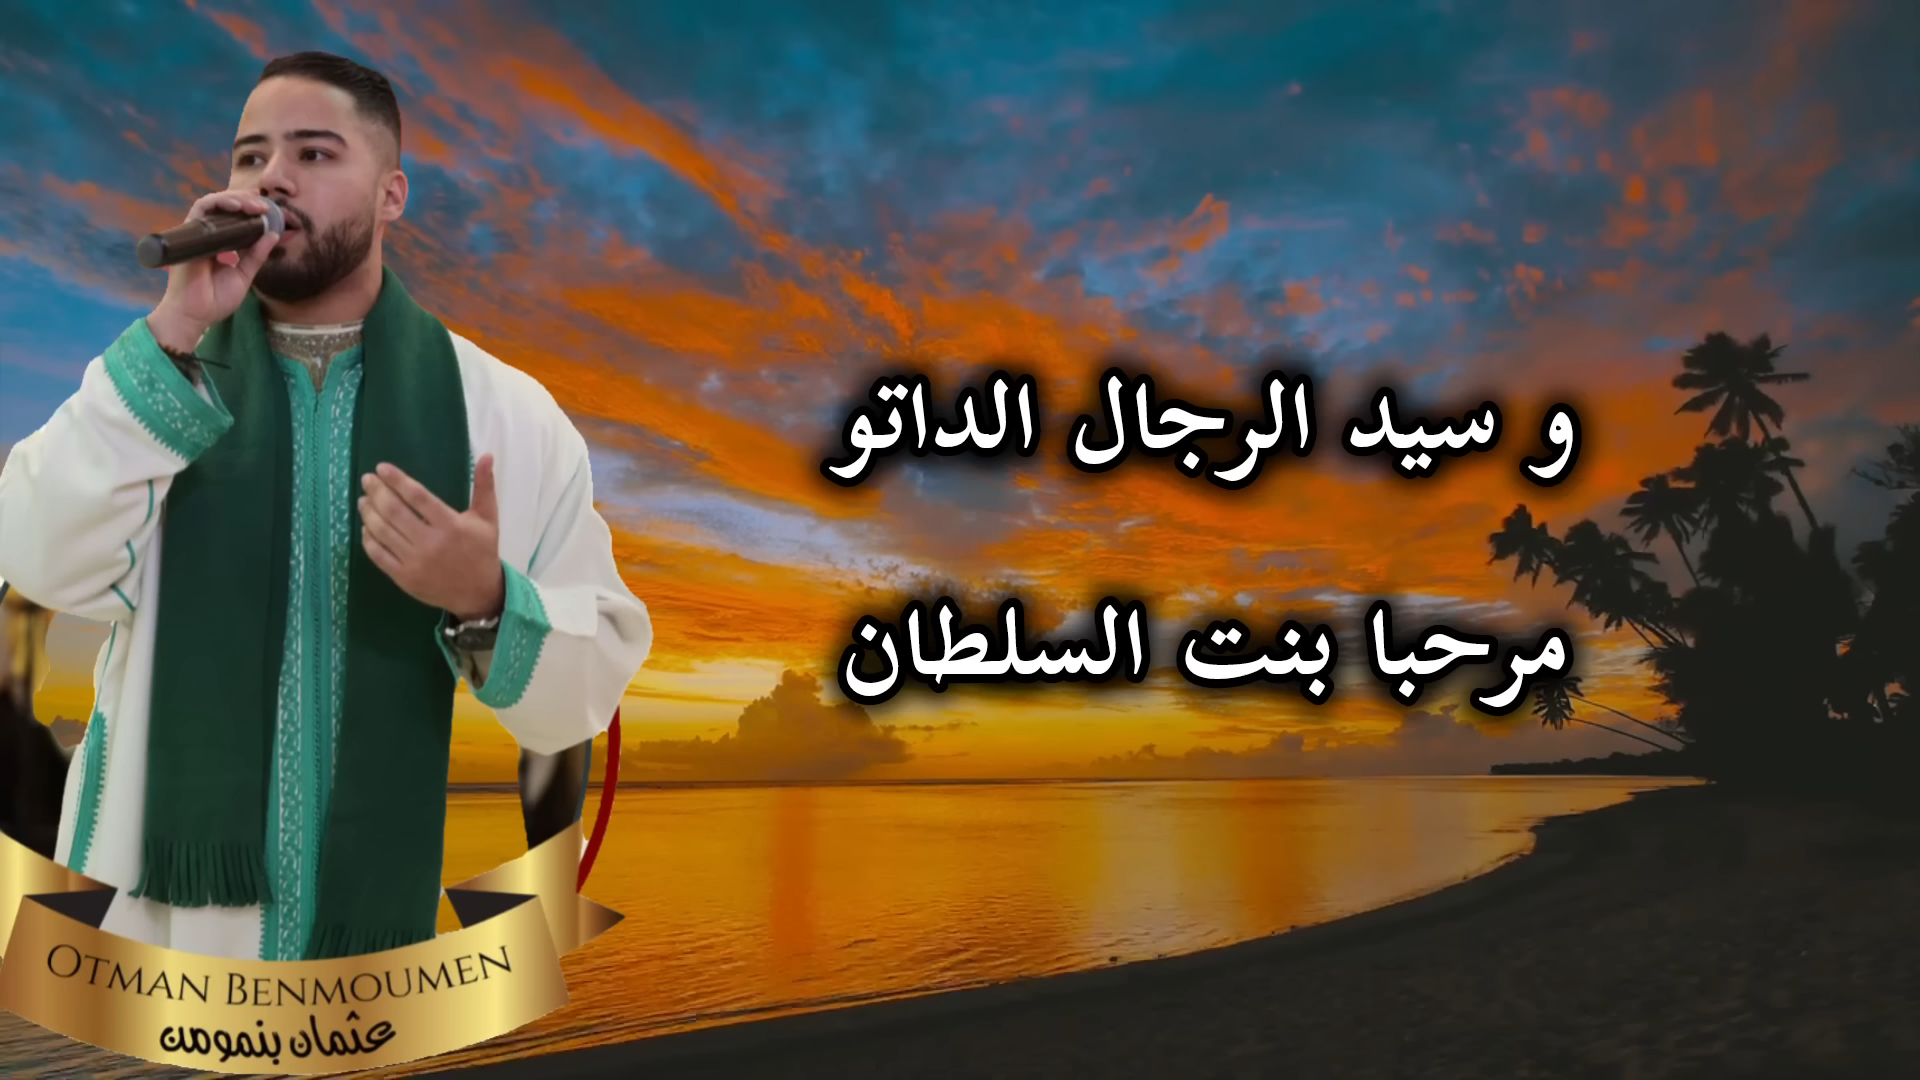 و سيد الرجال الداتو
مرحبا بنت السلطان
OTMAN BENMOUMEN
عثمان بنمومن